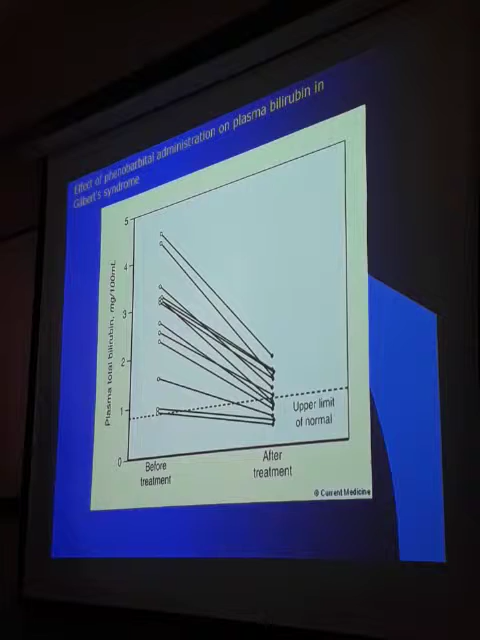 Effect of phenobarbital administration on plasma bilirubin in
Gilbert's syndrome
Plasma total bilirubin, mg/100mL
5
4
3
2
1
0
Upper limit
of normal
Before
treatment
After
treatment
© Current Medicine